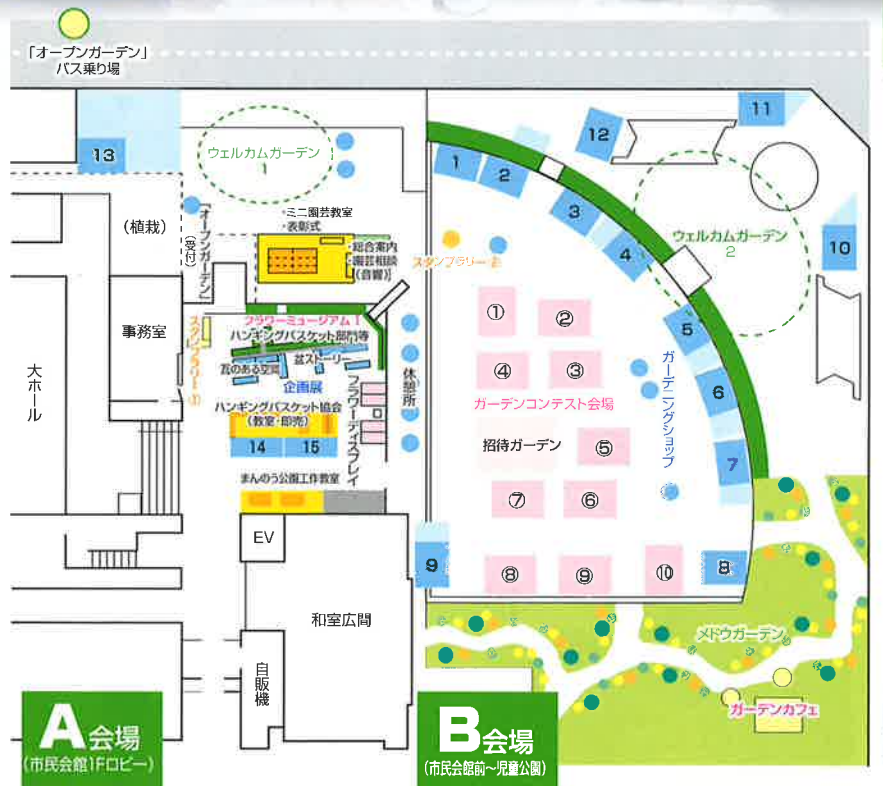 「オープンガーデン」
バス乗り場
13
ウェルカムガーデン
1
11
12
1
2
3
4
10
(植栽)
「オープンガーデン」
(受付)
・ミニ園芸教室
・表彰式
・総合案内
・園芸相談
(音響)
スタンプラリー②
ウェルカムガーデン
2
事務室
スタンプラリー①
フラワーミュージアム1
ハンギングバスケット部門等
盆ストーリー
瓦のある空間
企画展
ハンギングバスケット協会
(教室・即売)
14
15
フラワーディスプレイ
休憩所
まんのう公園工作教室
大ホール
①
②
④
③
ガーデンコンテスト会場
招待ガーデン
⑤
⑦
⑥
⑧
⑨
⑩
5
6
7
8
9
ガーデニングショップ
EV
和室広間
自販機
メドウガーデン
ガーデンカフェ
A会場
(市民会館1Fロビー)
B会場
(市民会館前~児童公園)